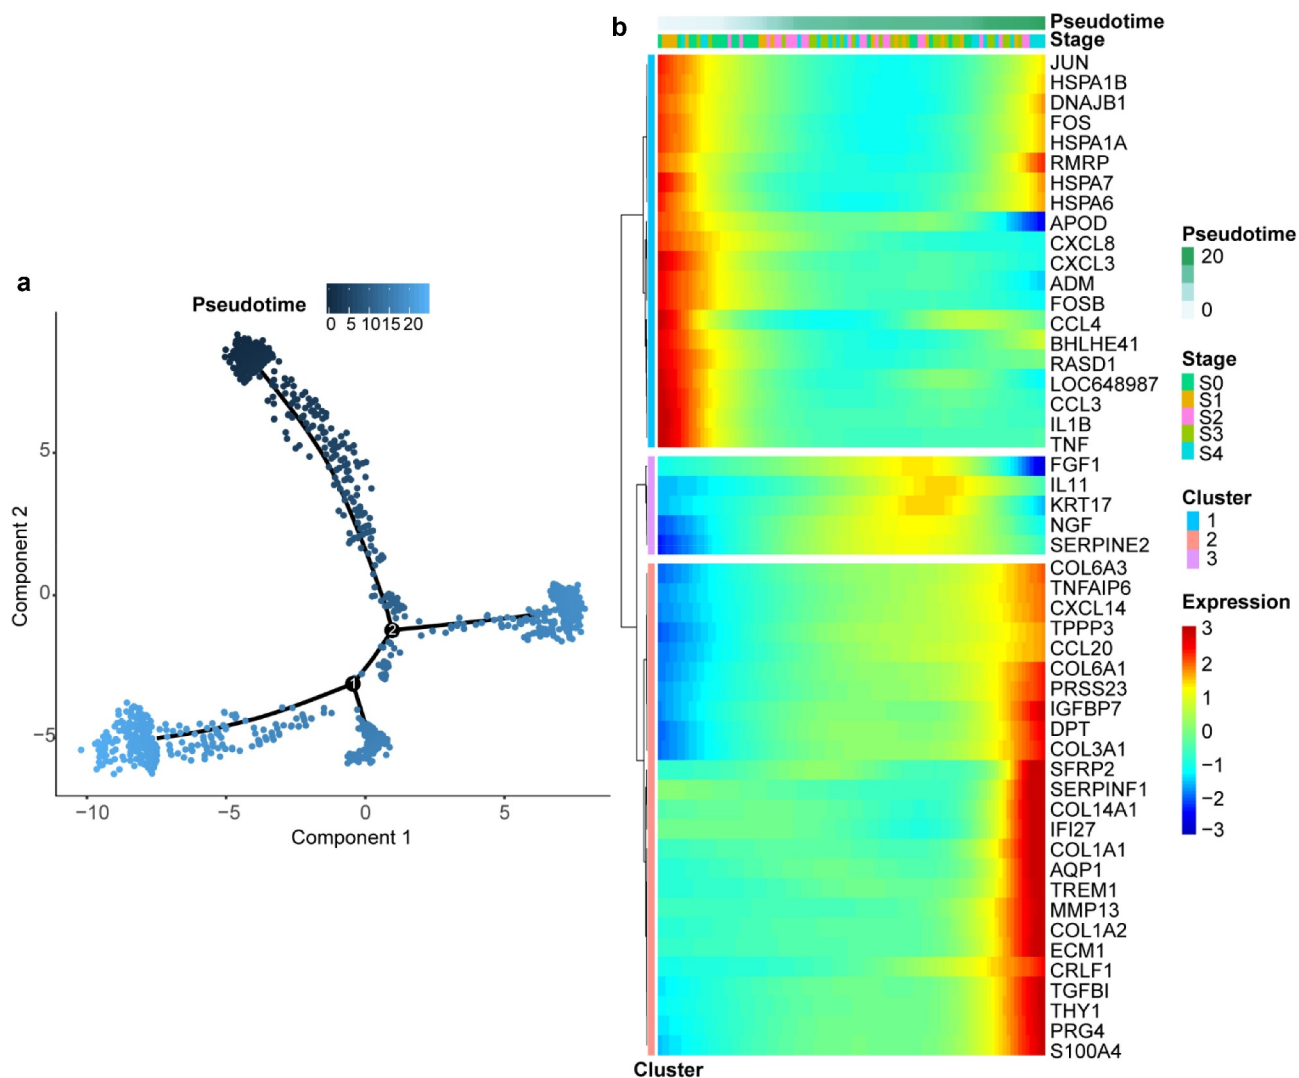 a
Pseudotime
0 5 10 15 20
Component 2
5
0
−5
2
1
−10 −5 0 5
Component 1
b
Pseudotime
Stage
JUN
HSPA1B
DNAJB1
FOS
HSPA1A
RMRP
HSPA7
HSPA6
APOD
CXCL8
CXCL3
ADM
FOSB
CCL4
BHLHE41
RASD1
LOC648987
CCL3
IL1B
TNF
FGF1
IL11
KRT17
NGF
SERPINE2
COL6A3
TNFAIP6
CXCL14
TPPP3
CCL20
COL6A1
PRSS23
IGFBP7
DPT
COL3A1
SFRP2
SERPINF1
COL14A1
IFI27
COL1A1
AQP1
TREM1
MMP13
COL1A2
ECM1
CRLF1
TGFBI
THY1
PRG4
S100A4
Cluster
Pseudotime
20
0
Stage
S0
S1
S2
S3
S4
Cluster
1
2
3
Expression
3
2
1
0
−1
−2
−3